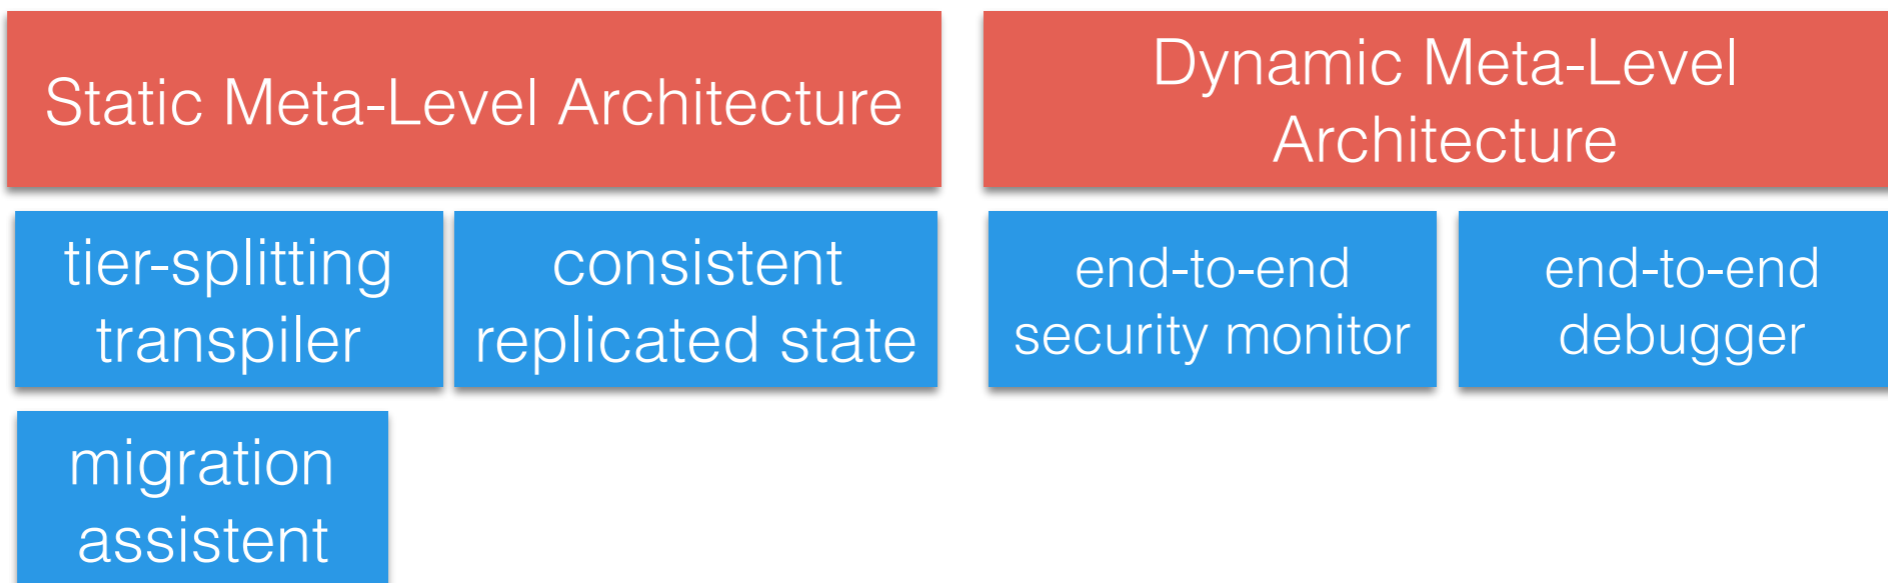 Static Meta-Level Architecture
Dynamic Meta-Level
Architecture
tier-splitting
transpiler
consistent
replicated state
end-to-end
security monitor
end-to-end
debugger
migration
assistent